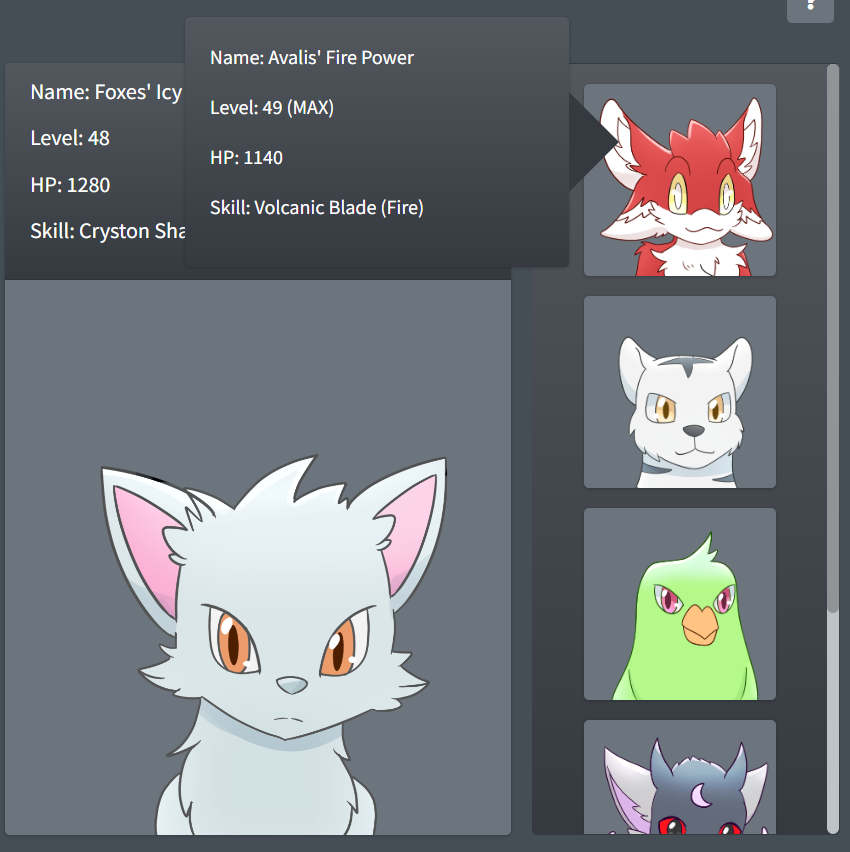 ?
Name: Avalis' Fire Power
Level: 49 (MAX)
HP: 1140
Skill: Volcanic Blade (Fire)
Name: Foxes' Icy
Level: 48
HP: 1280
Skill: Cryston